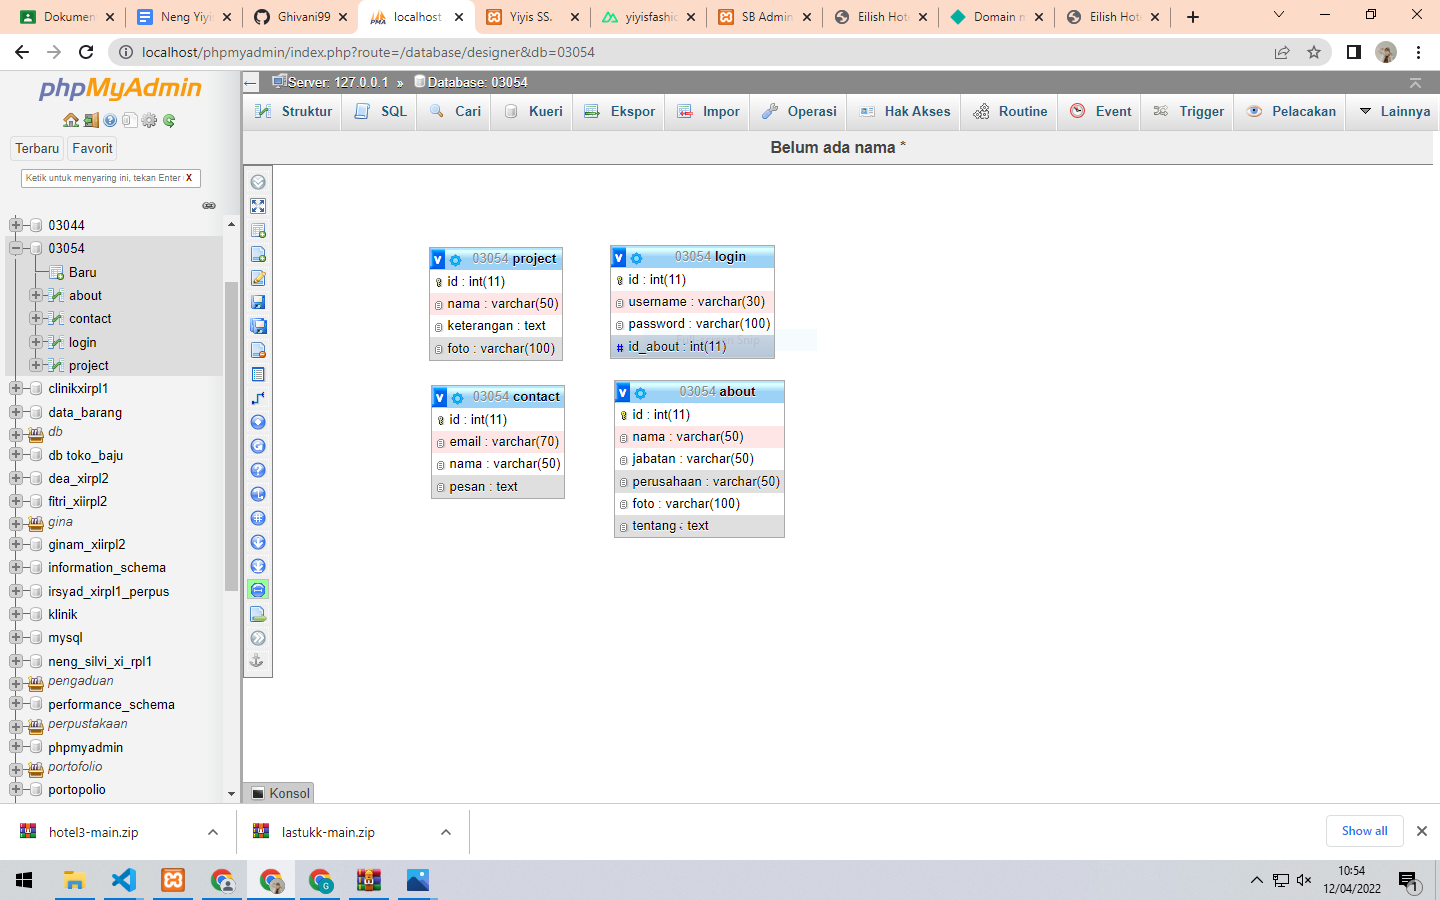 Dokumen
Neng Yiyi
Ghivani99
localhost
Yiyis SS.
yiyisfashio
SB Admin
Eilish Hote
Domain n
Eilish Hote
localhost/phpmyadmin/index.php?route=/database/designer&db=03054
phpMyAdmin
Terbaru
Favorit
Ketik untuk menyaring ini, tekan Enter
X
03044
03054
Baru
about
contact
login
project
clinikxirpl1
data_barang
db
db toko_baju
dea_xirpl2
fitri_xiirpl2
gina
ginam_xiirpl2
information_schema
irsyad_xirpl1_perpus
klinik
mysql
neng_silvi_xi_rpl1
pengaduan
performance_schema
perpustakaan
phpmyadmin
portofolio
portopolio
Server: 127.0.0.1 » Database: 03054
Struktur
SQL
Cari
Kueri
Ekspor
Impor
Operasi
Hak Akses
Routine
Event
Trigger
Pelacakan
Lainnya
Belum ada nama *
v 03054 project
id : int(11)
nama : varchar(50)
keterangan : text
foto : varchar(100)
v 03054 login
id : int(11)
username : varchar(30)
password : varchar(100)
# id_about : int(11)
v 03054 contact
id : int(11)
email : varchar(70)
nama : varchar(50)
pesan : text
v 03054 about
id : int(11)
nama : varchar(50)
jabatan : varchar(50)
perusahaan : varchar(50)
foto : varchar(100)
tentang : text
Konsol
hotel3-main.zip
lastukk-main.zip
Show all
10:54
12/04/2022
1